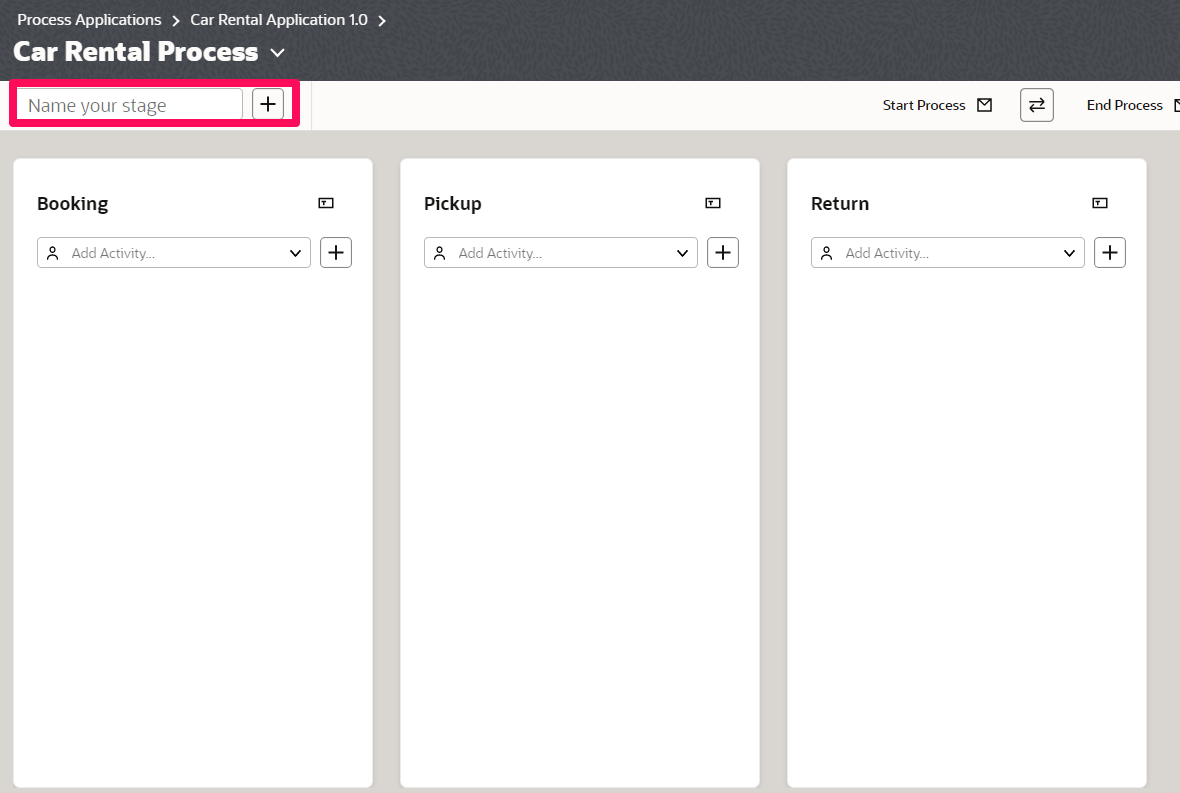 Process Applications > Car Rental Application 1.0 >
Car Rental Process
Name your stage
Start Process
End Process
Booking
Pickup
Return
Add Activity...
Add Activity...
Add Activity...